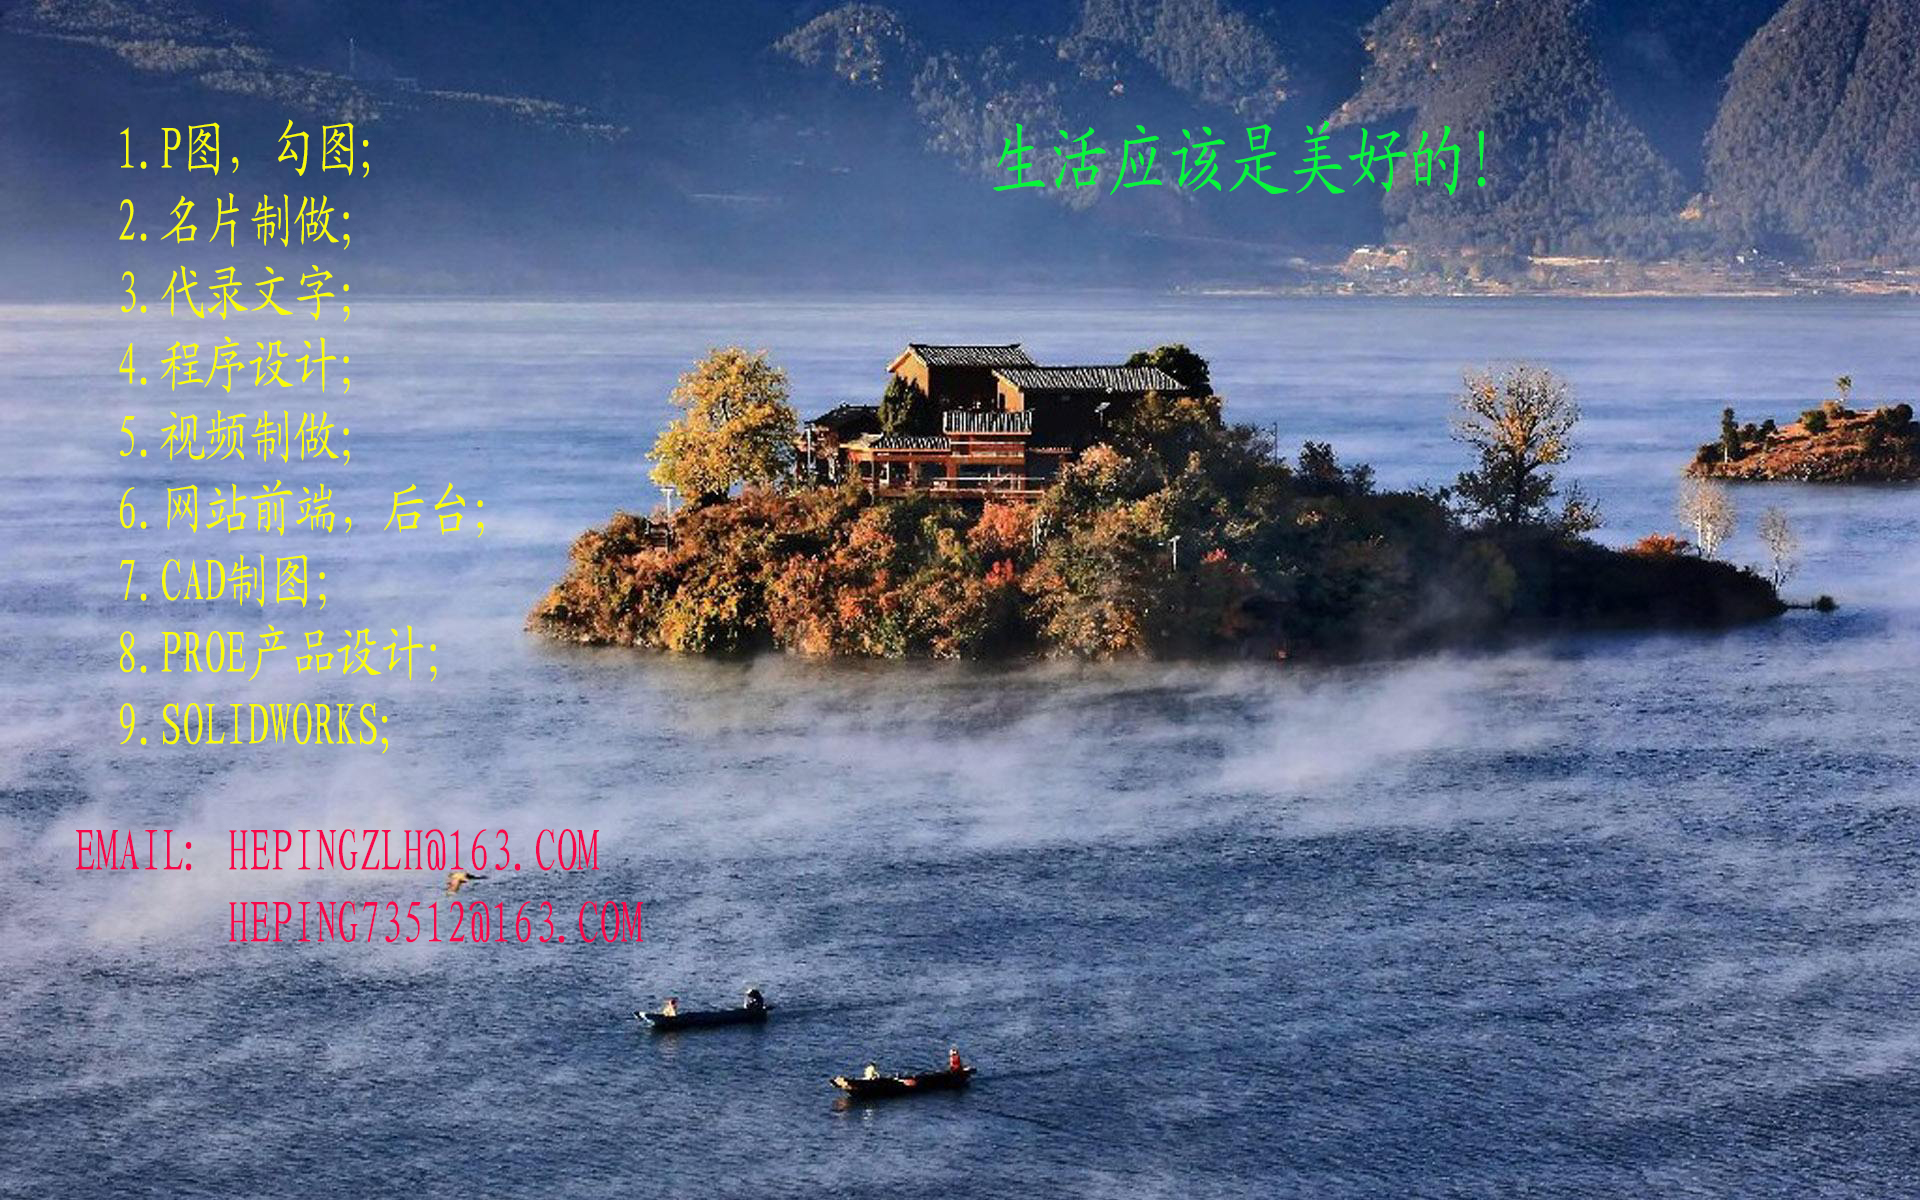 1.P图，勾图;
2.名片制做;
3.代录文字;
4.程序设计;
5.视频制做;
6.网站前端，后台;
7.CAD制图;
8.PROE产品设计;
9.SOLIDWORKS;
生活应该是美好的!
EMAIL: HEPINGZLH@163.COM
HEPING73512@163.COM